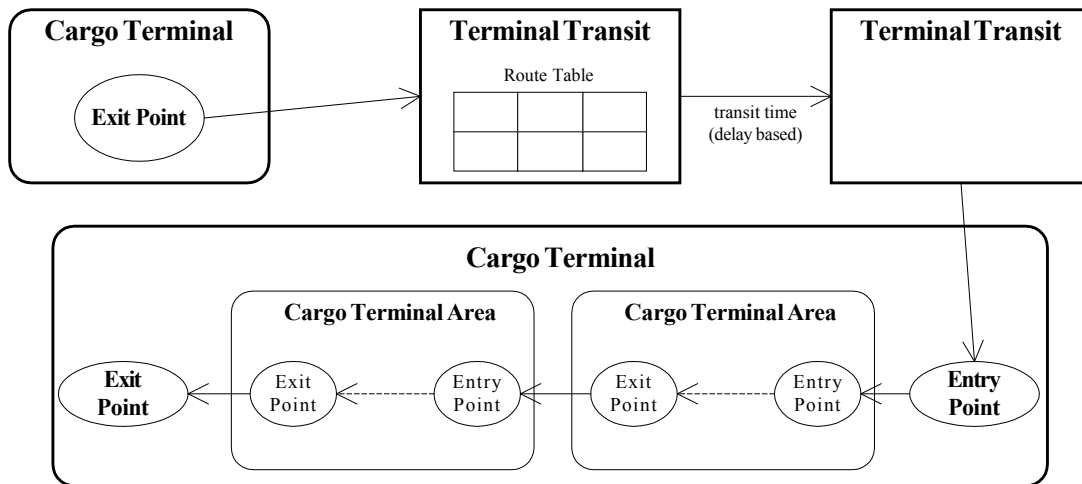 Cargo Terminal
Exit Point
Terminal Transit
Route Table
transit time
(delay based)
Terminal Transit
Cargo Terminal
Cargo Terminal Area
Cargo Terminal Area
Exit
Point
Exit
Point
Entry
Point
Exit
Point
Entry
Point
Entry
Point